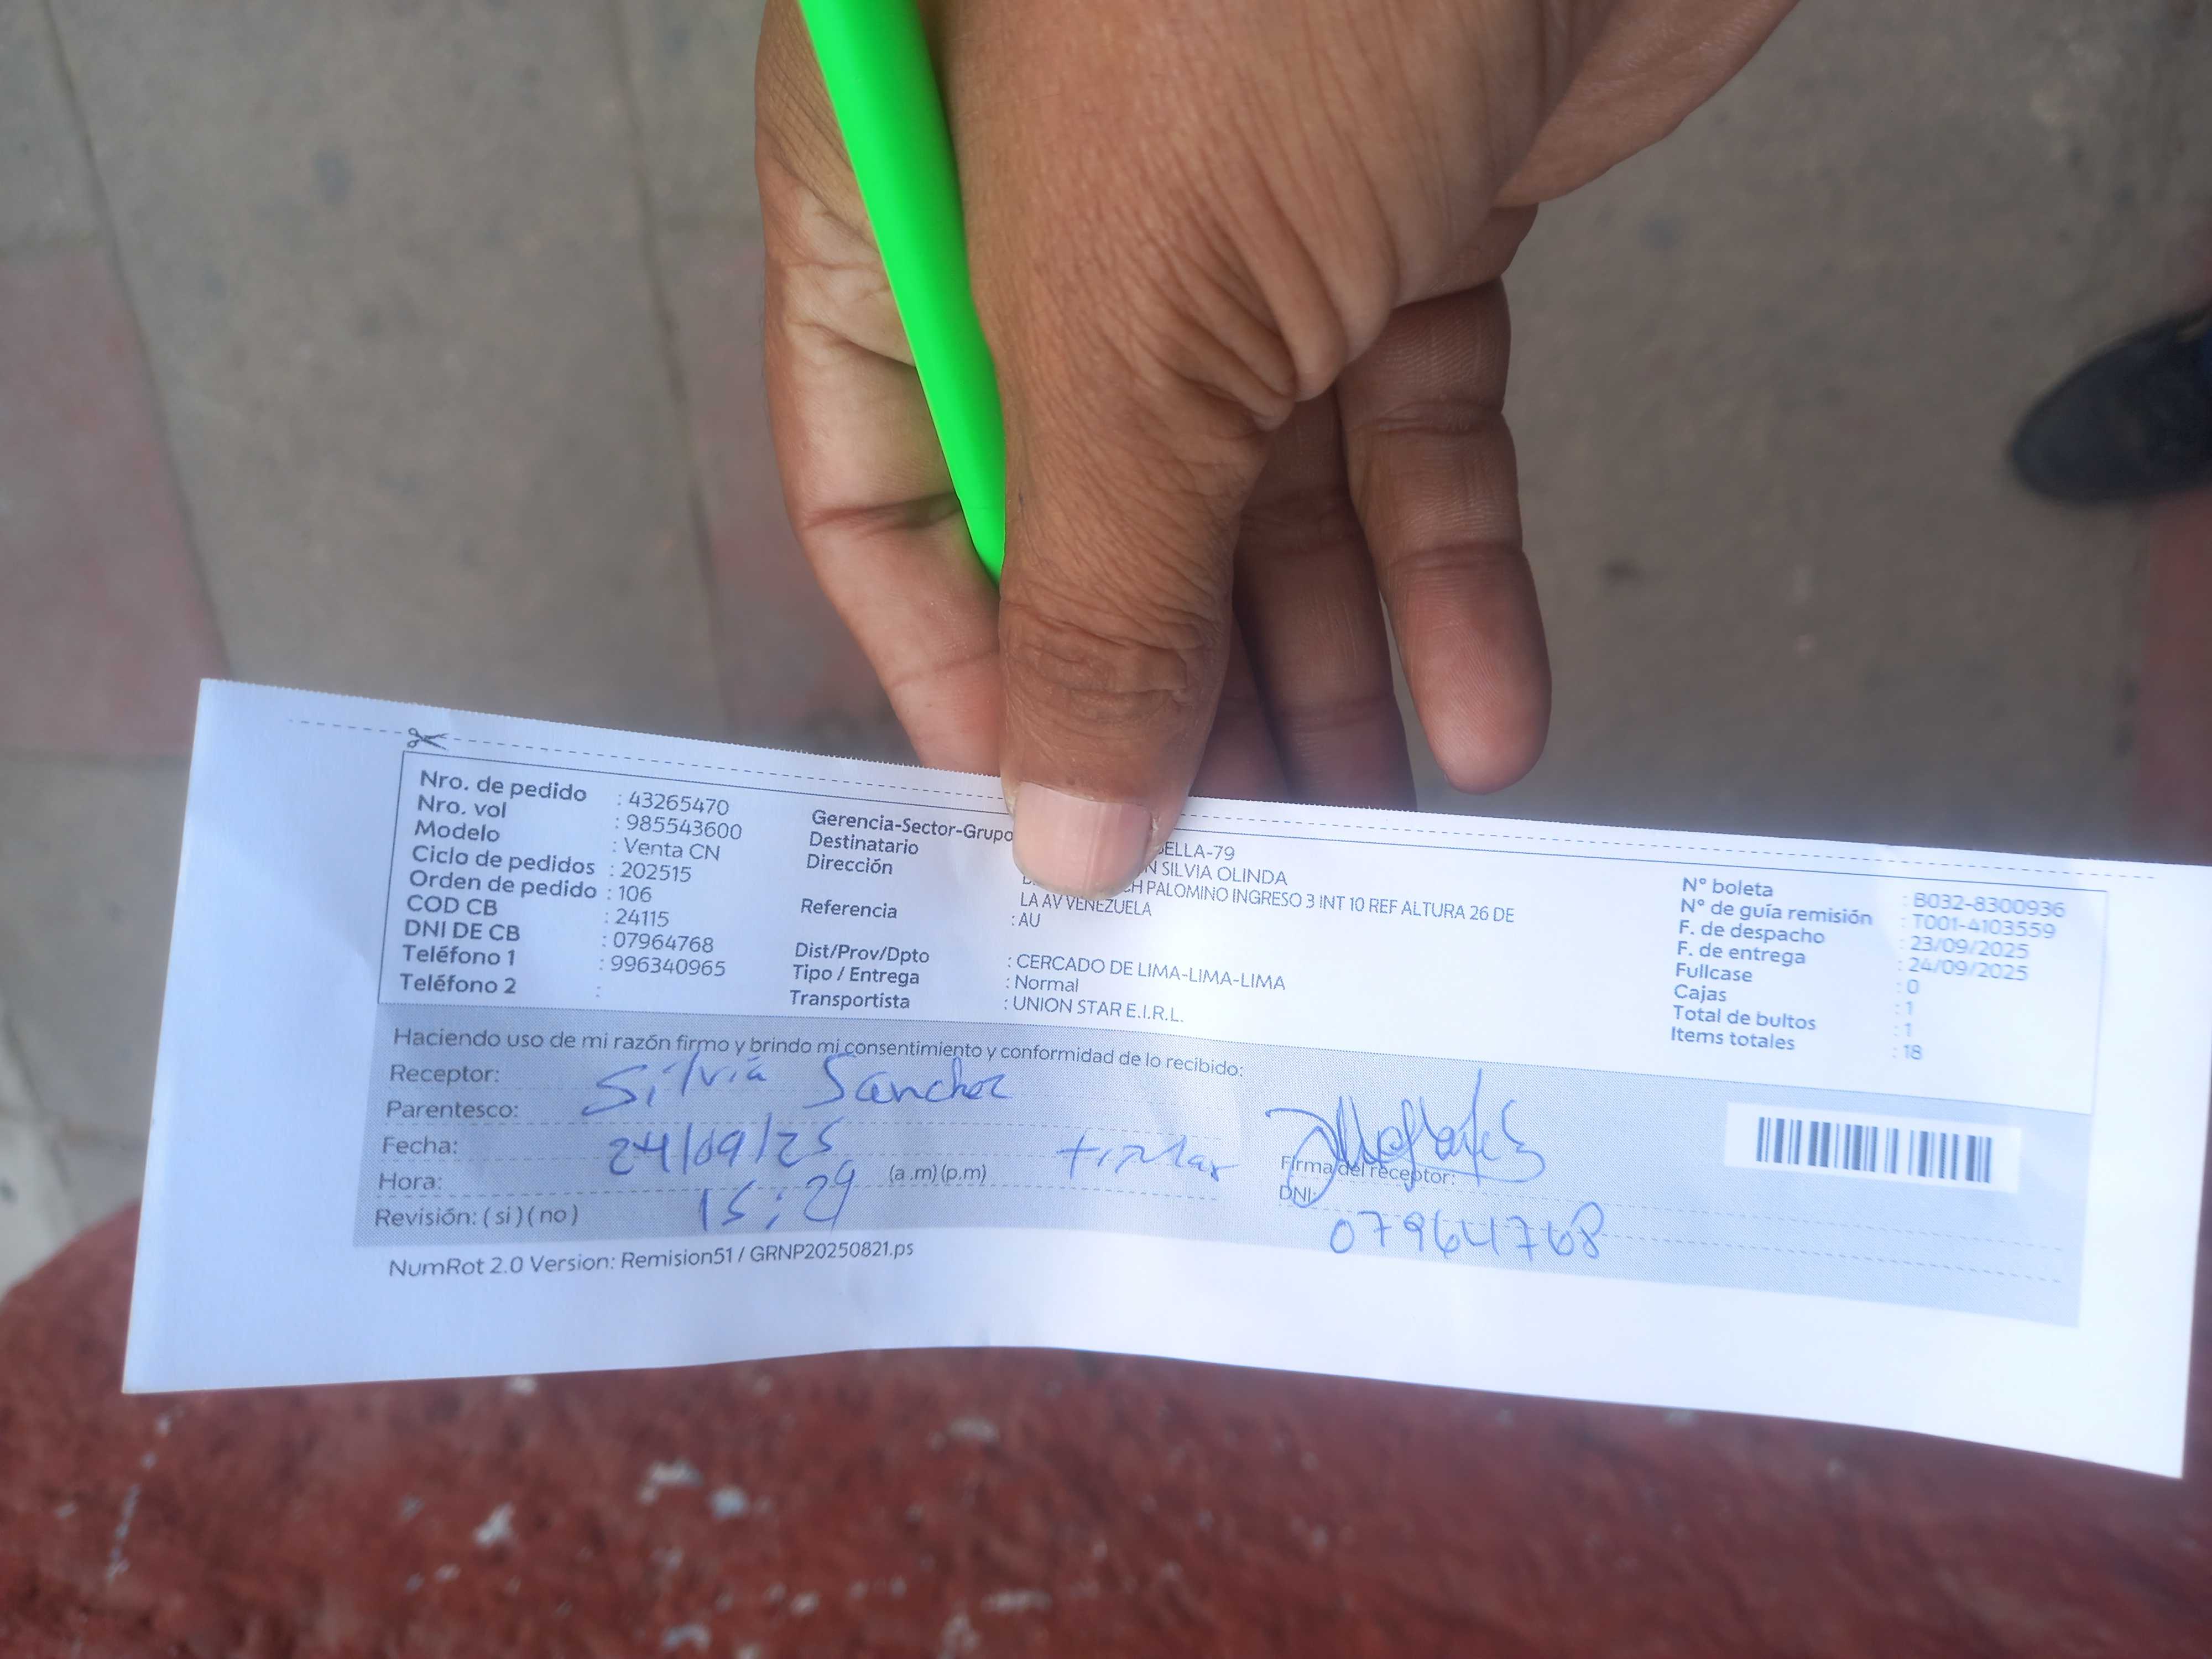 Nro. de pedido : 43265470
Nro. vol : 985543600
Modelo : Venta CN
Ciclo de pedidos : 202515
Orden de pedido : 106
COD CB : 24115
DNI DE CB : 07964768
Teléfono 1 : 996340965
Teléfono 2 :
Gerencia-Sector-Grupo
Destinatario SILVIA OLINDA
Dirección PALOMINO INGRESO 3 INT 10 REF ALTURA 26 DE
LA AV VENEZUELA
Referencia : AU
Dist/Prov/Dpto : CERCADO DE LIMA-LIMA-LIMA
Tipo / Entrega : Normal
Transportista : UNION STAR E.I.R.L.
N° boleta : B032-8300936
N° de guía remisión : T001-4103559
F. de despacho : 23/09/2025
F. de entrega : 24/09/2025
Fullcase : 0
Cajas : 1
Total de bultos : 1
Items totales : 18
Haciendo uso de mi razón firmo y brindo mi consentimiento y conformidad de lo recibido:
Receptor: Silvia Sanchez
Parentesco: titular
Fecha: 24/09/25
Hora: 15:29 (a.m) (p.m)
Revisión: ( si ) ( no )
Firma del receptor:
DNI: 07964768
NumRot 2.0 Version: Remision51 / GRNP20250821.ps